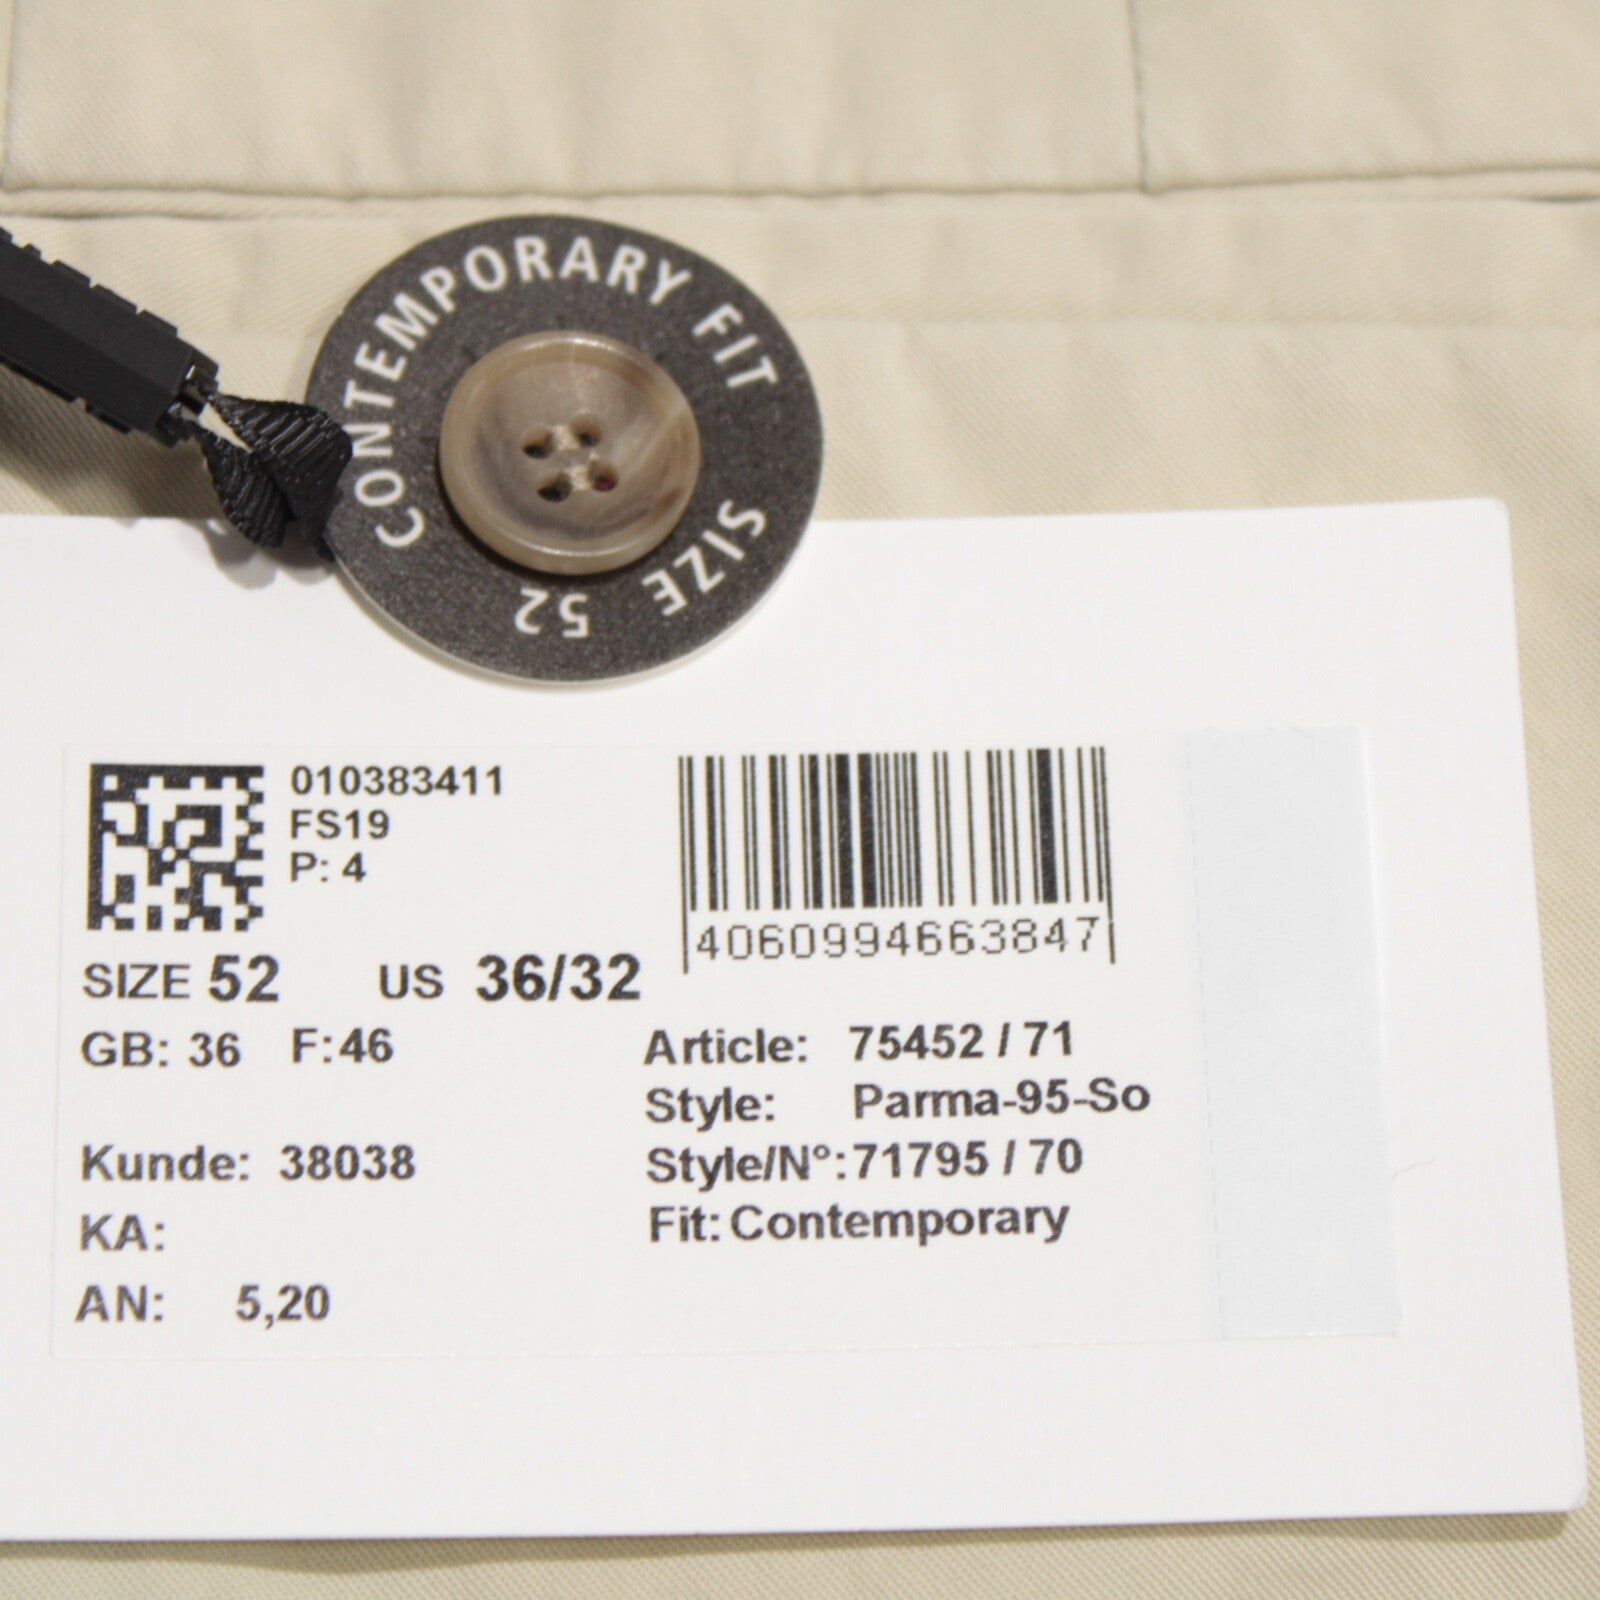 CONTEMPORARY FIT
SIZE 52
010383411
FS19
P: 4
4060994663847
SIZE 52 US 36/32
GB: 36 F:46
Article: 75452 / 71
Style: Parma-95-So
Kunde: 38038
Style/N°:71795 / 70
KA:
Fit: Contemporary
AN: 5,20